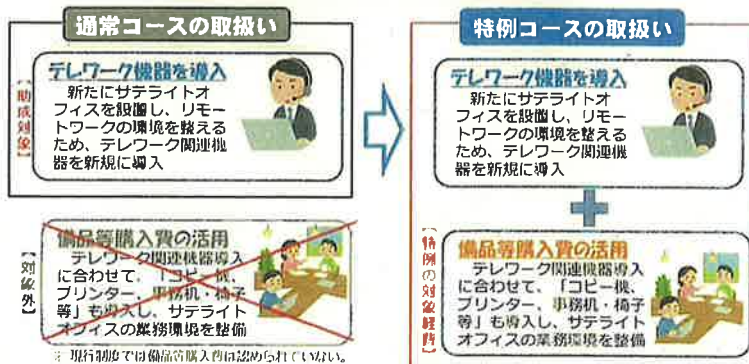 通常コースの取扱い
【助成対象】
テレワーク機器を導入
新たにサテライトオ
フィスを設置し、リモー
トワークの環境を整える
ため、テレワーク関連機
器を新規に導入
【対象外】
備品等購入費の活用
テレワーク関連機器導入
に合わせて、「コピー機、
プリンター、事務机・椅子
等」も導入し、サテライト
オフィスの業務環境を整備
※ 現行制度では備品等購入費は認められていない。
特例コースの取扱い
テレワーク機器を導入
新たにサテライトオ
フィスを設置し、リモー
トワークの環境を整える
ため、テレワーク関連機
器を新規に導入
+
【特例の対象経費】
備品等購入費の活用
テレワーク関連機器導入
に合わせて、「コピー機、
プリンター、事務机・椅子
等」も導入し、サテライト
オフィスの業務環境を整備